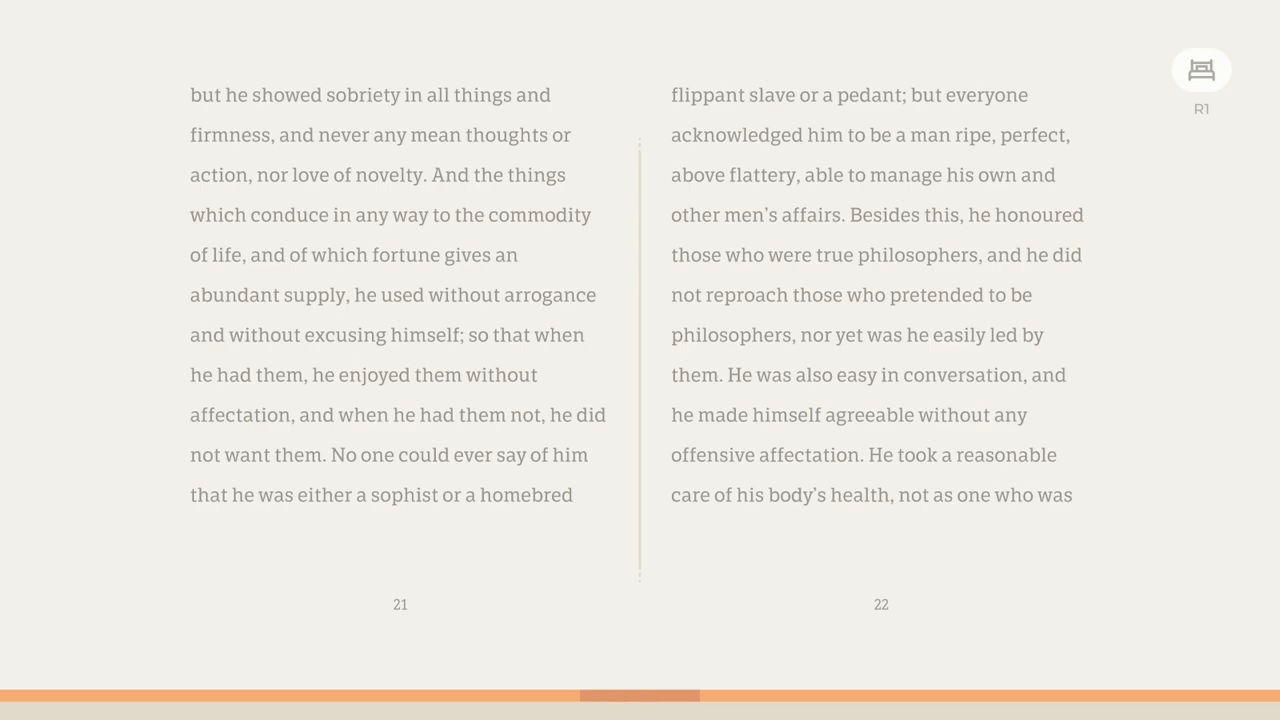 but he showed sobriety in all things and
firmness, and never any mean thoughts or
action, nor love of novelty. And the things
which conduce in any way to the commodity
of life, and of which fortune gives an
abundant supply, he used without arrogance
and without excusing himself; so that when
he had them, he enjoyed them without
affectation, and when he had them not, he did
not want them. No one could ever say of him
that he was either a sophist or a homebred
21
flippant slave or a pedant; but everyone
acknowledged him to be a man ripe, perfect,
above flattery, able to manage his own and
other men’s affairs. Besides this, he honoured
those who were true philosophers, and he did
not reproach those who pretended to be
philosophers, nor yet was he easily led by
them. He was also easy in conversation, and
he made himself agreeable without any
offensive affectation. He took a reasonable
care of his body’s health, not as one who was
22
R1